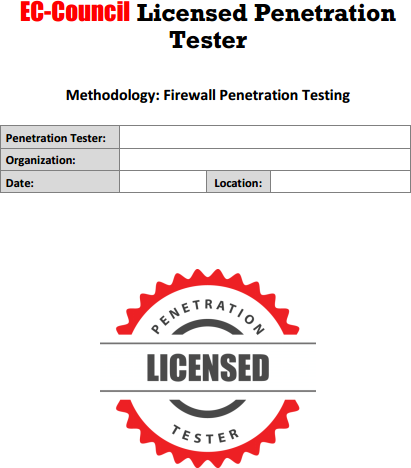 EC-Council Licensed Penetration
Tester
Methodology: Firewall Penetration Testing
Penetration Tester:
Organization:
Date:
Location:
PENETRATION
LICENSED
TESTER